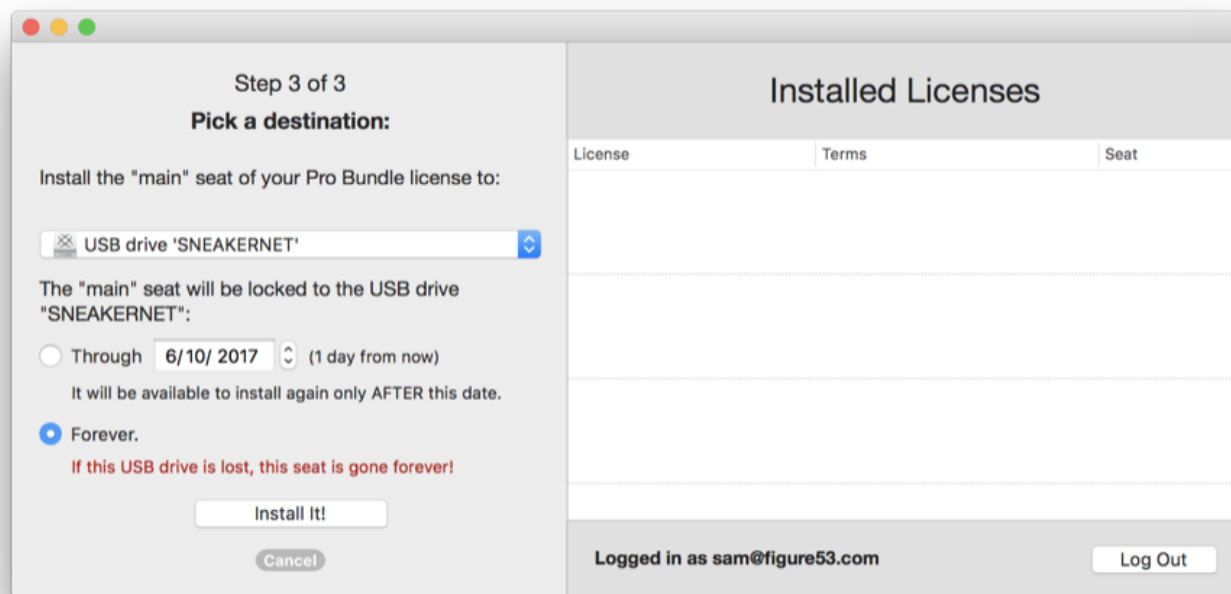 Step 3 of 3
Pick a destination:
Install the "main" seat of your Pro Bundle license to:
USB drive 'SNEAKERNET'
The "main" seat will be locked to the USB drive
"SNEAKERNET":
Through 6/10/ 2017 (1 day from now)
It will be available to install again only AFTER this date.
Forever.
If this USB drive is lost, this seat is gone forever!
Install It!
Cancel
Installed Licenses
License Terms Seat
Logged in as sam@figure53.com
Log Out